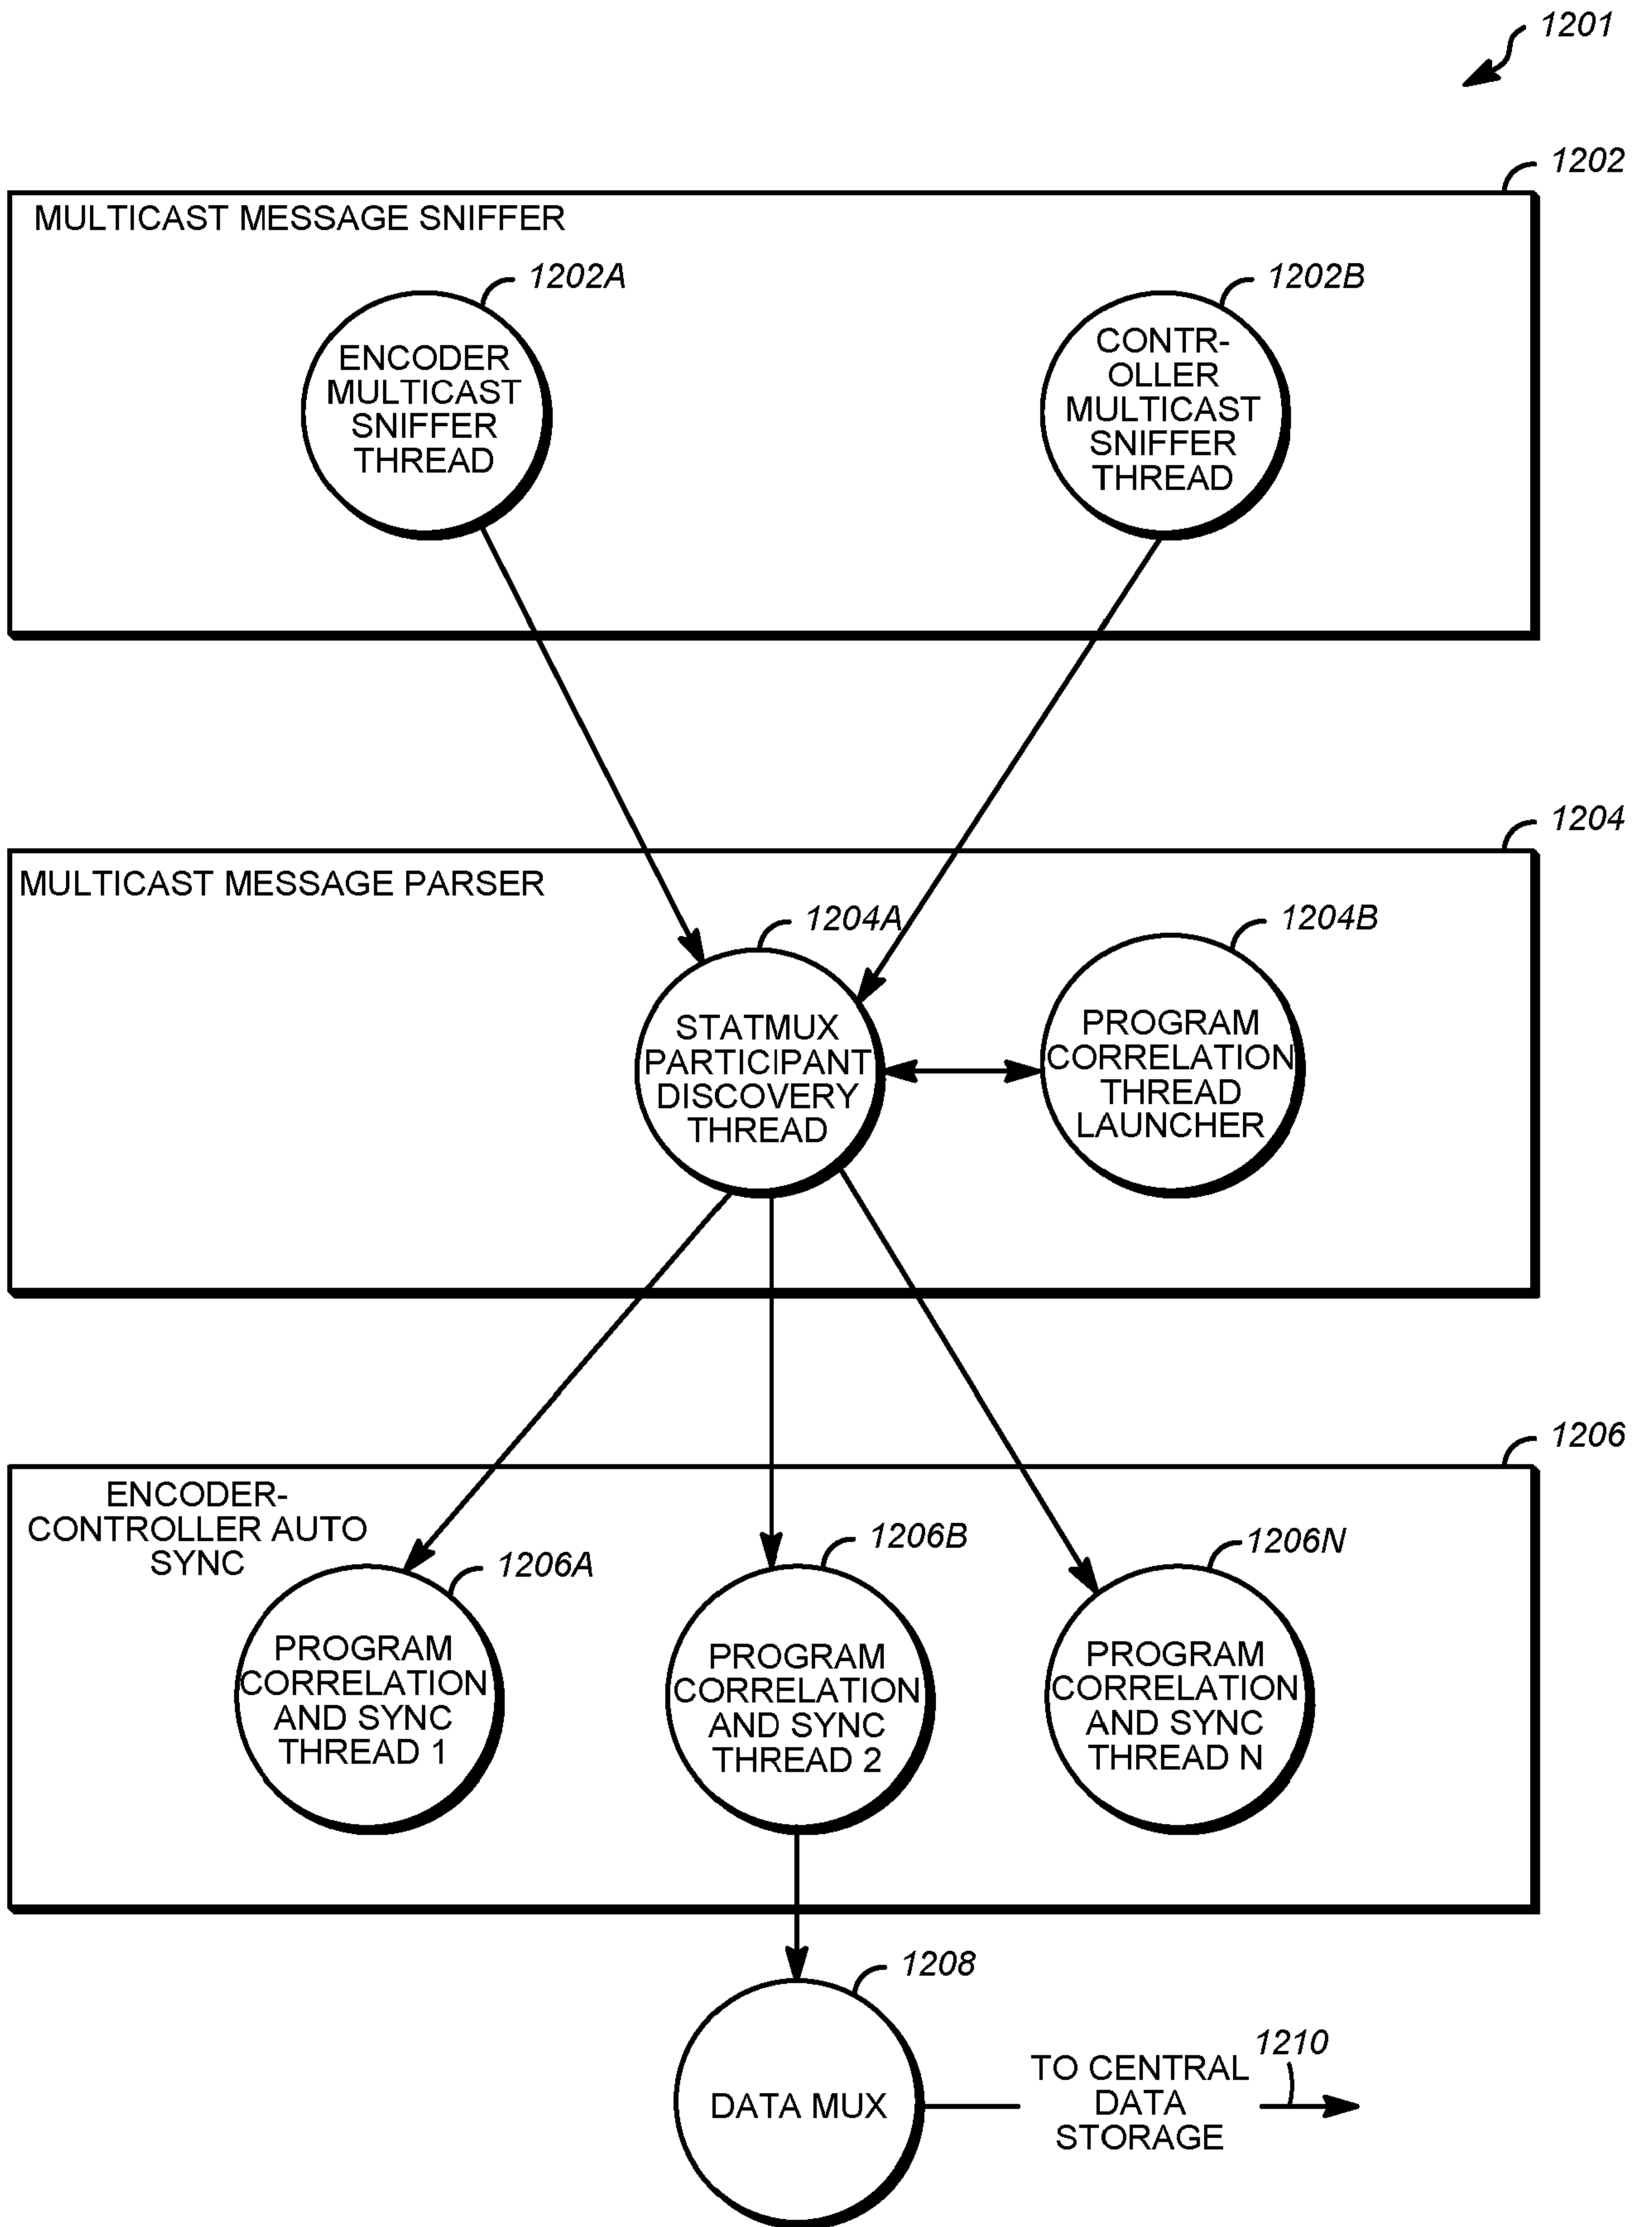 1201
1202
MULTICAST MESSAGE SNIFFER
1202A
1202B
ENCODER
MULTICAST
SNIFFER
THREAD
CONTR-
OLLER
MULTICAST
SNIFFER
THREAD
1204
MULTICAST MESSAGE PARSER
1204A
1204B
STATMUX
PARTICIPANT
DISCOVERY
THREAD
PROGRAM
CORRELATION
THREAD
LAUNCHER
1206
ENCODER-
CONTROLLER AUTO
SYNC
1206A
1206B
1206N
PROGRAM
CORRELATION
AND SYNC
THREAD 1
PROGRAM
CORRELATION
AND SYNC
THREAD 2
PROGRAM
CORRELATION
AND SYNC
THREAD N
1208
DATA MUX
TO CENTRAL
DATA
STORAGE
1210